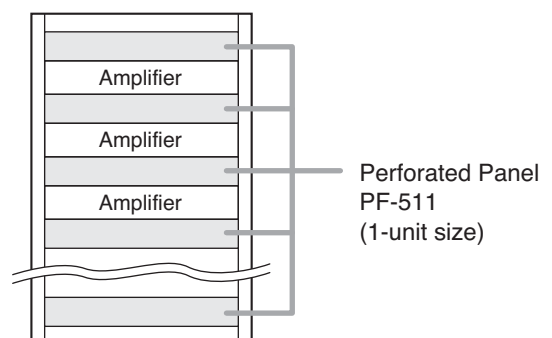 Amplifier
Amplifier
Amplifier
Perforated Panel
PF-511
(1-unit size)